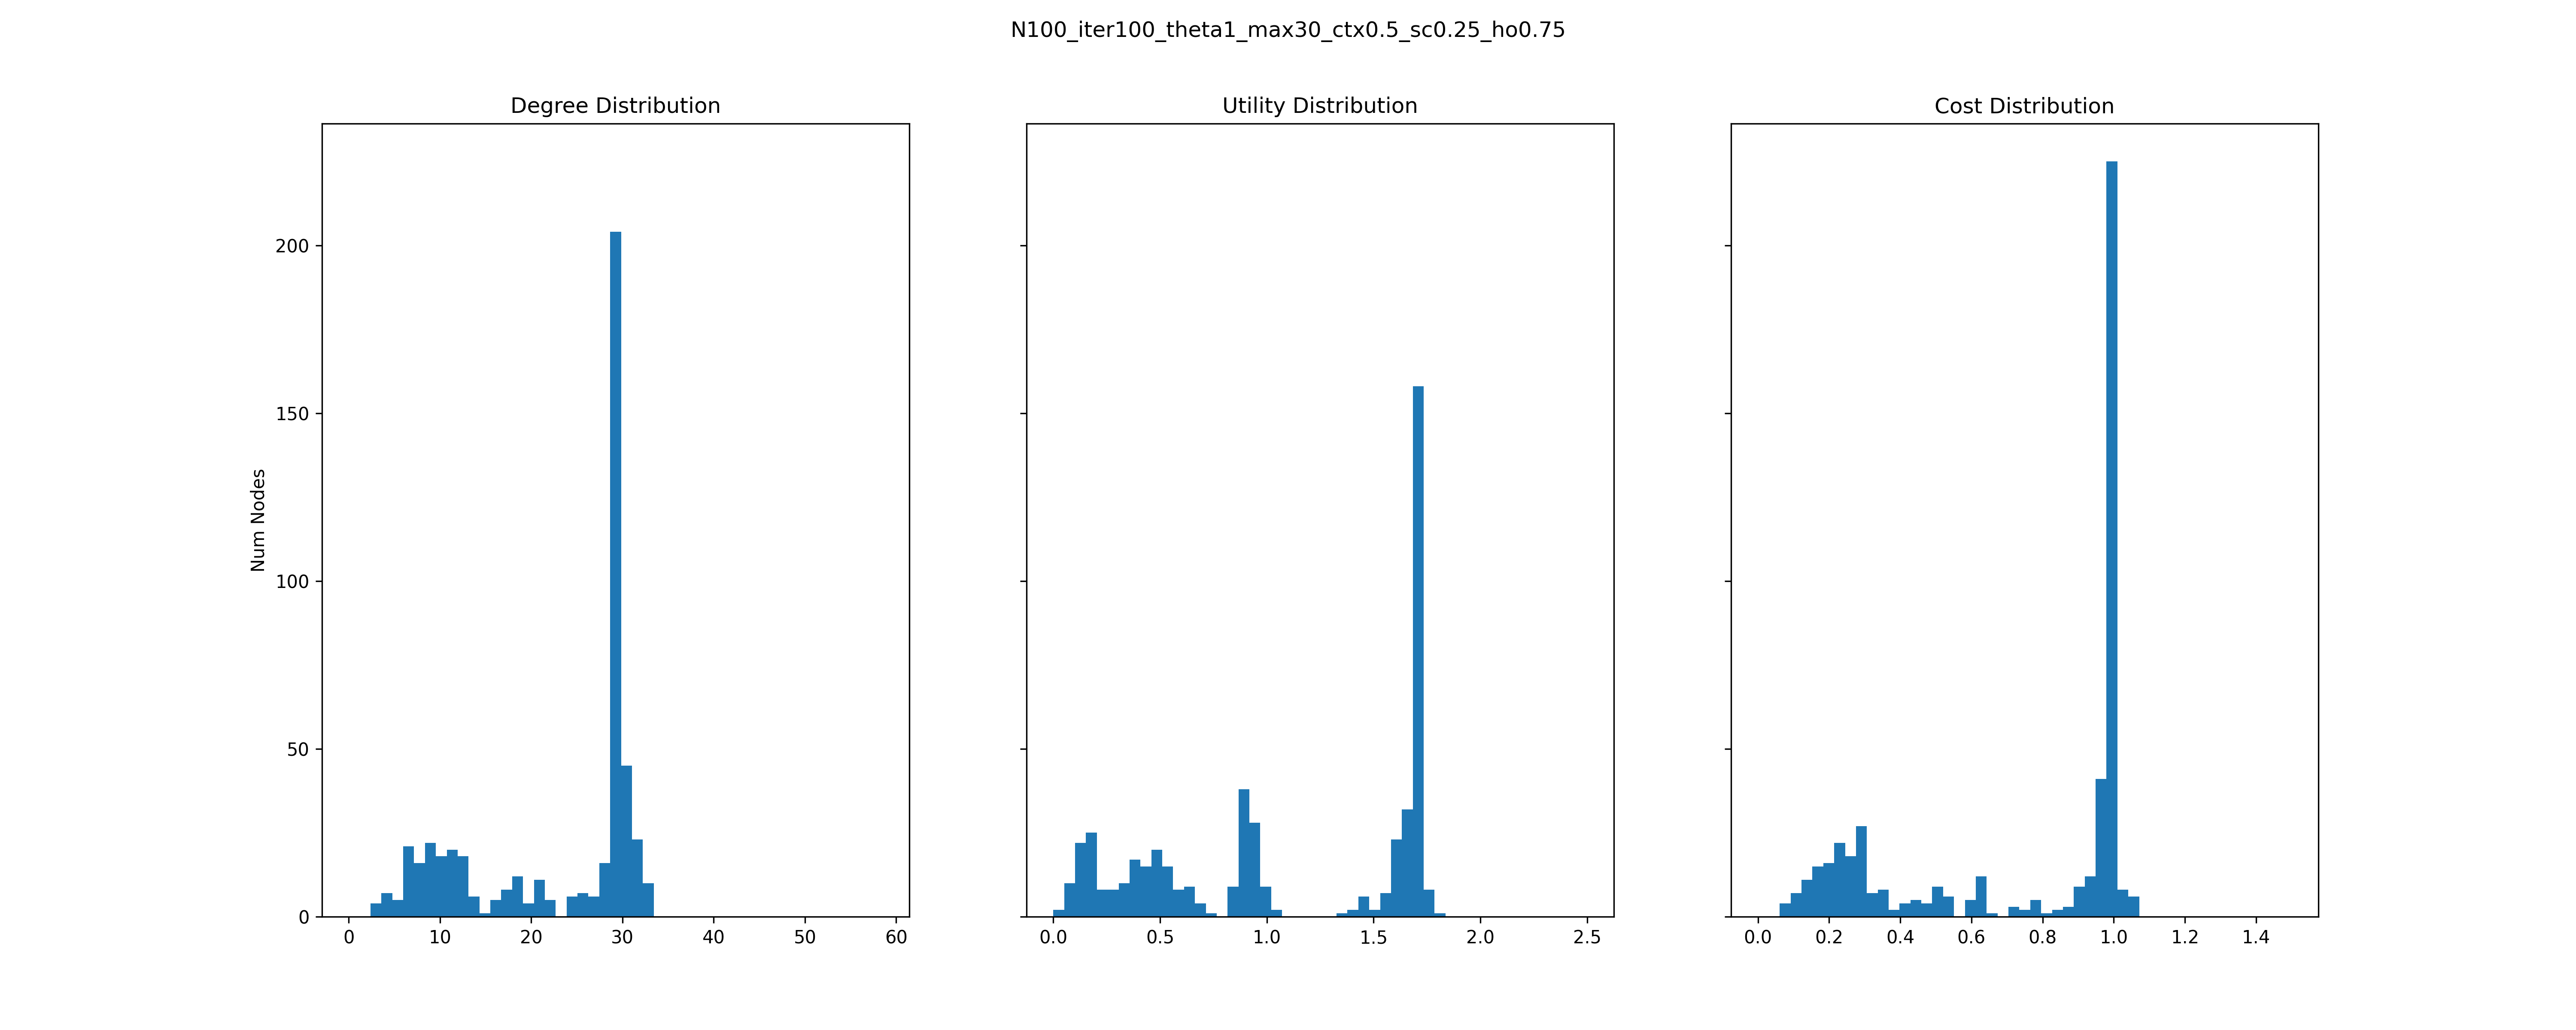 N100_iter100_theta1_max30_ctx0.5_sc0.25_ho0.75
Degree Distribution
Utility Distribution
Cost Distribution
Num Nodes
200
150
100
50
0
0 10 20 30 40 50 60
0.0 0.5 1.0 1.5 2.0 2.5
0.0 0.2 0.4 0.6 0.8 1.0 1.2 1.4